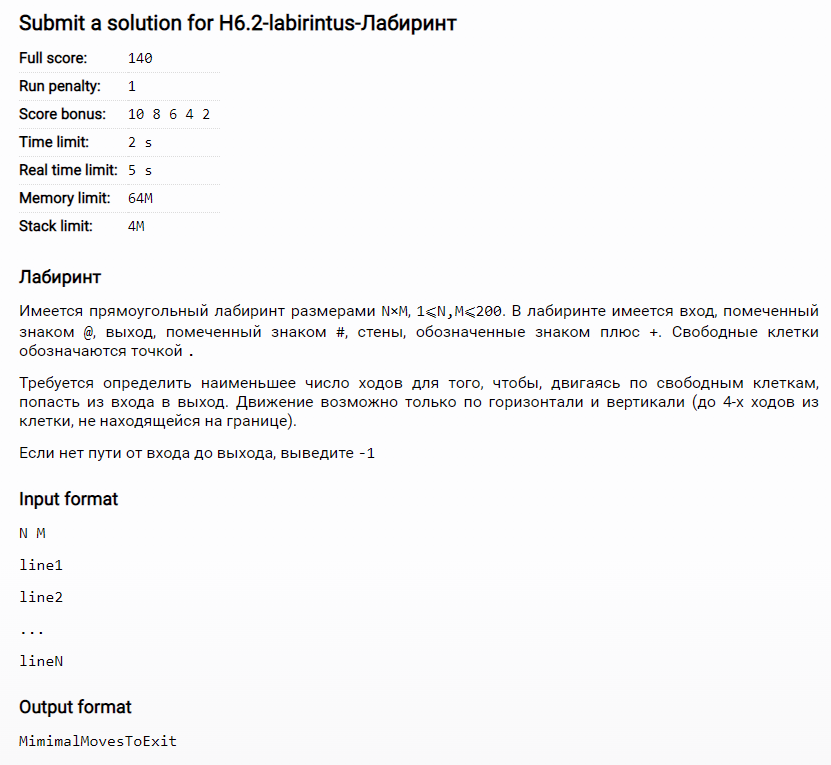 Submit a solution for H6.2-labirintus-Лабиринт
Full score: 140
Run penalty: 1
Score bonus: 10 8 6 4 2
Time limit: 2 s
Real time limit: 5 s
Memory limit: 64M
Stack limit: 4M
Лабиринт
Имеется прямоугольный лабиринт размерами N×M, 1⩽N,M⩽200. В лабиринте имеется вход, помеченный
знаком @, выход, помеченный знаком #, стены, обозначенные знаком плюс +. Свободные клетки
обозначаются точкой .
Требуется определить наименьшее число ходов для того, чтобы, двигаясь по свободным клеткам,
попасть из входа в выход. Движение возможно только по горизонтали и вертикали (до 4-х ходов из
клетки, не находящейся на границе).
Если нет пути от входа до выхода, выведите -1
Input format
N M
line1
line2
...
lineN
Output format
MimimalMovesToExit